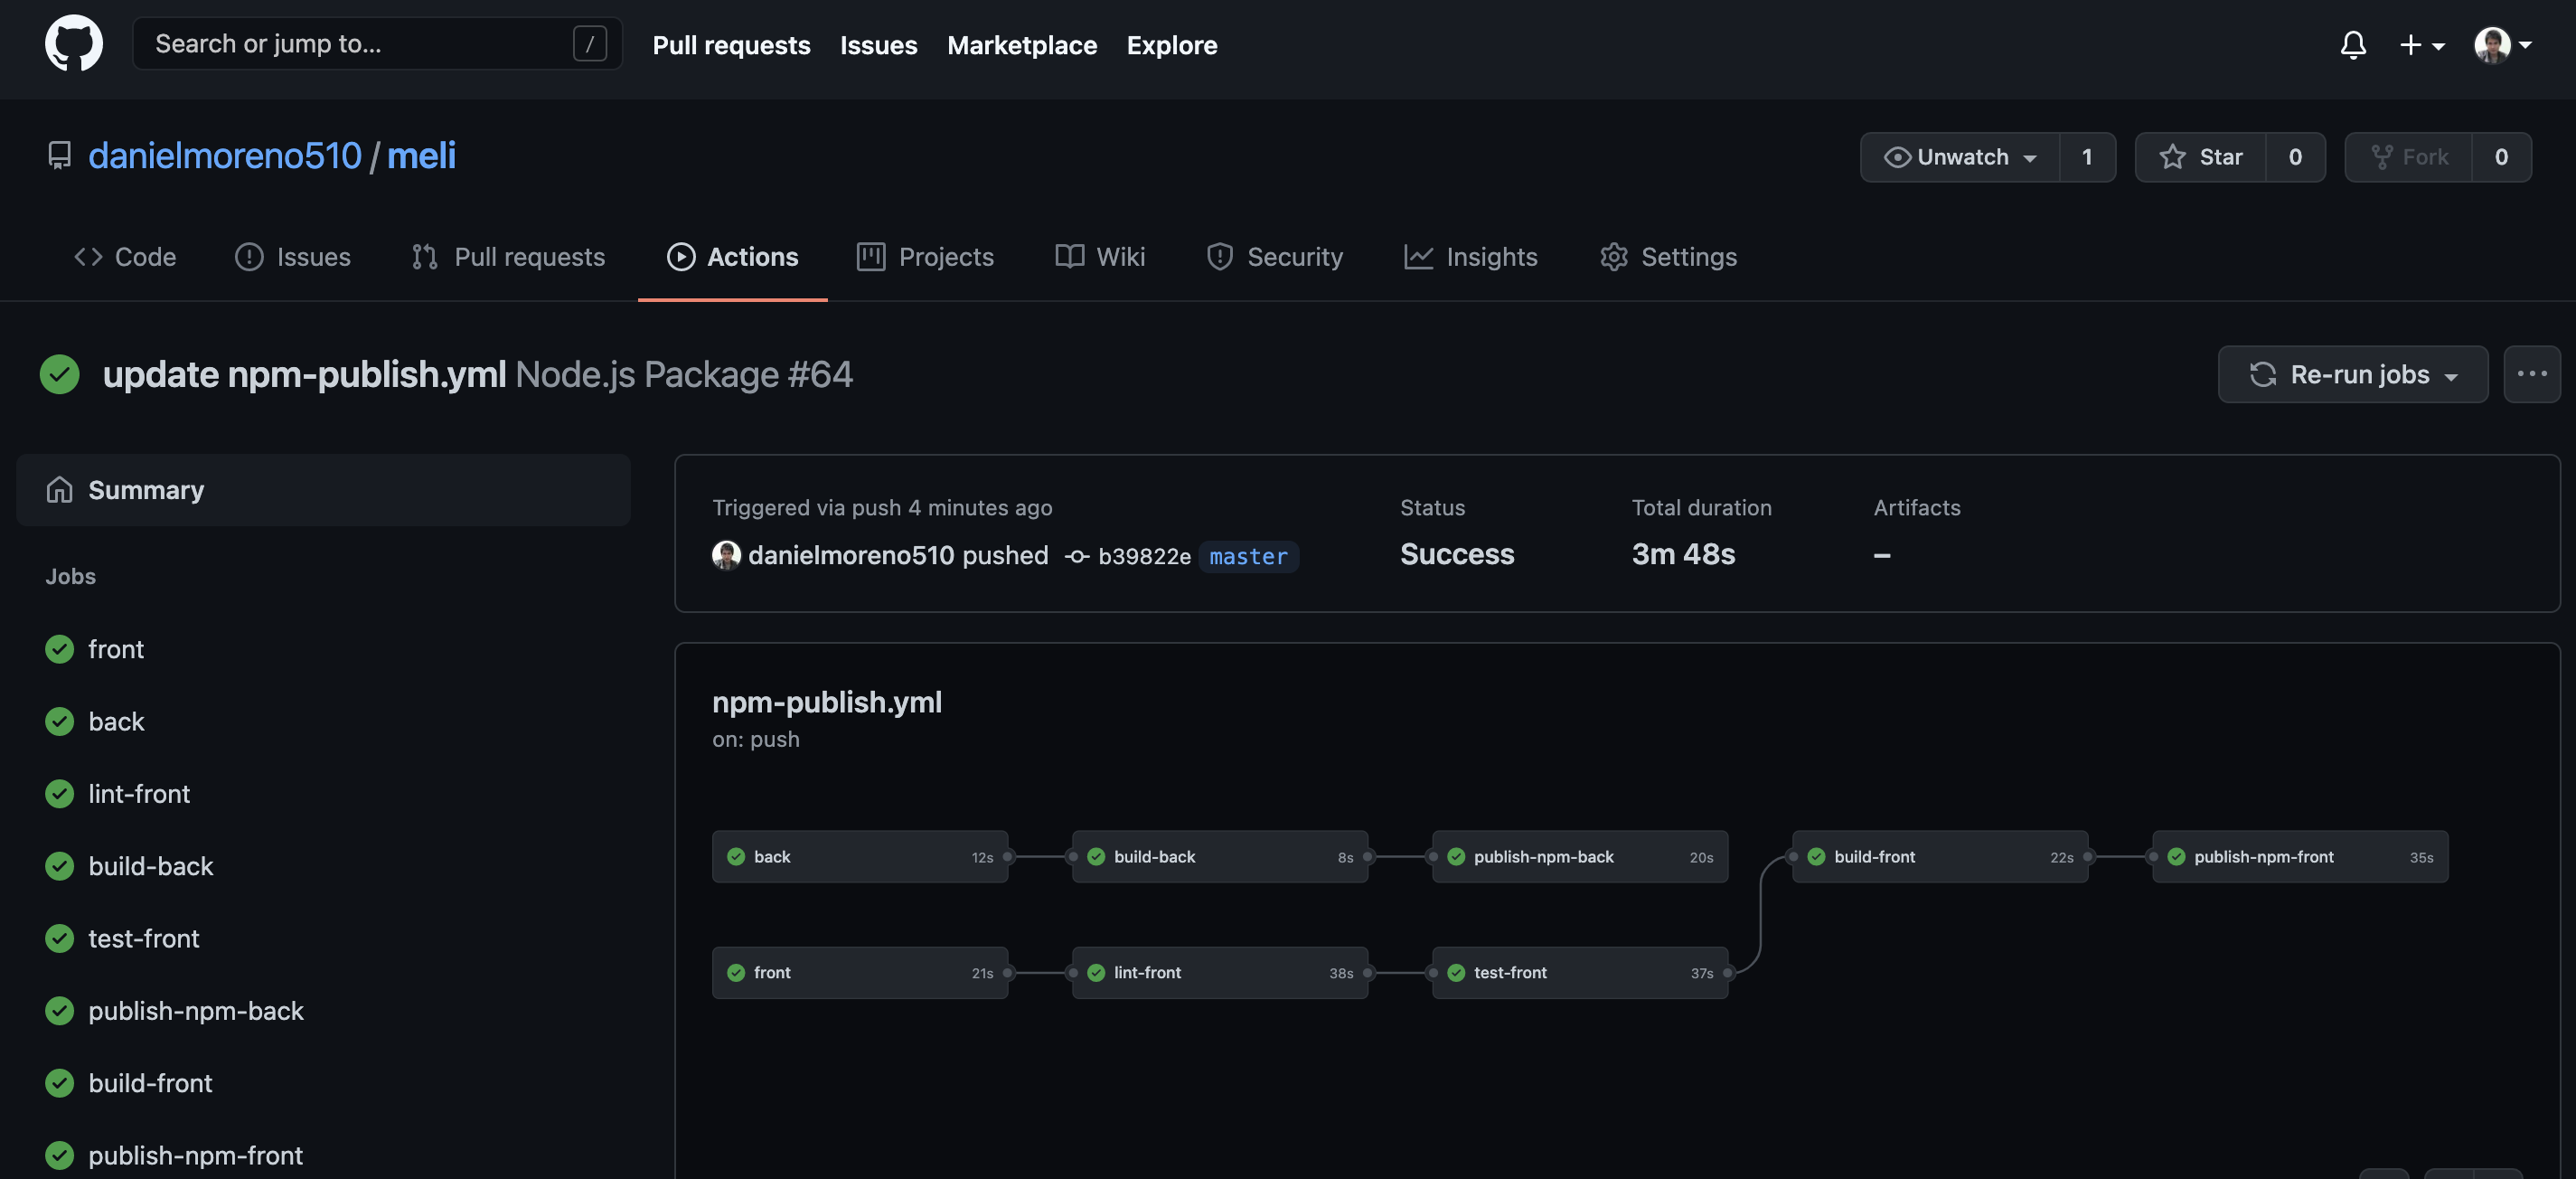 Search or jump to... / Pull requests Issues Marketplace Explore
danielmoreno510 / meli Unwatch 1 Star 0 Fork 0
Code Issues Pull requests Actions Projects Wiki Security Insights Settings
update npm-publish.yml Node.js Package #64 Re-run jobs
Summary
Jobs
front
back
lint-front
build-back
test-front
publish-npm-back
build-front
publish-npm-front
Triggered via push 4 minutes ago Status Total duration Artifacts
danielmoreno510 pushed b39822e master Success 3m 48s –
npm-publish.yml
on: push
back 12s build-back 8s publish-npm-back 20s build-front 22s publish-npm-front 35s
front 21s lint-front 38s test-front 37s